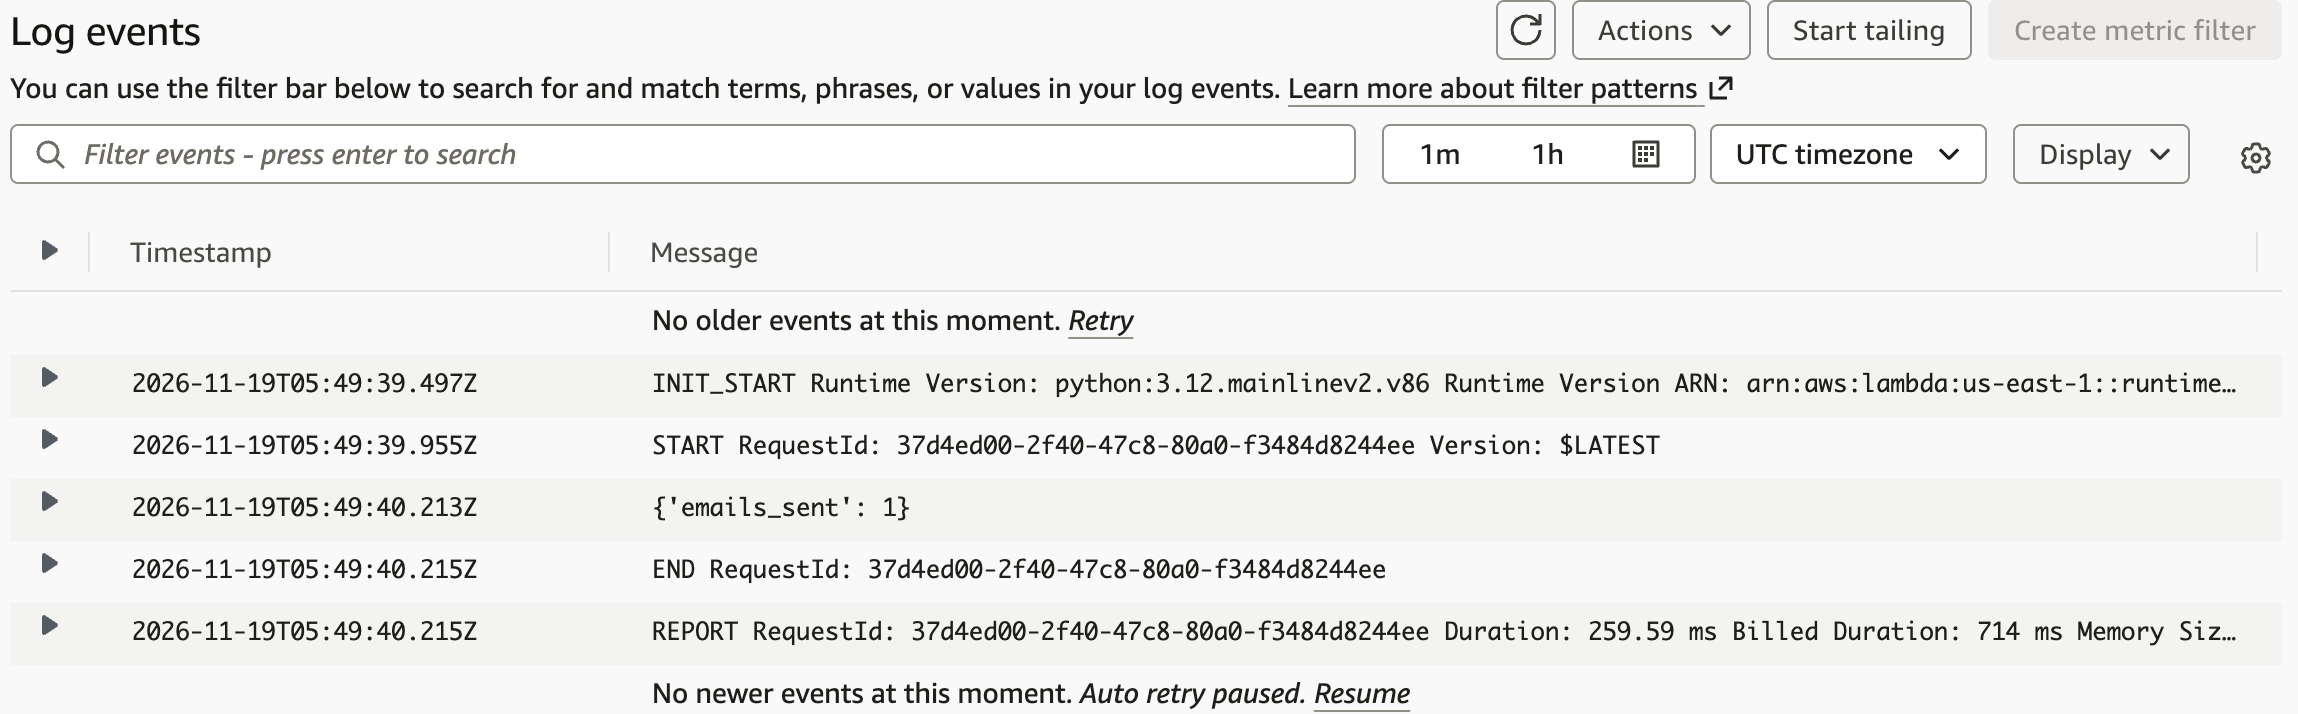 Log events
Actions
Start tailing
Create metric filter
You can use the filter bar below to search for and match terms, phrases, or values in your log events. Learn more about filter patterns
Filter events - press enter to search
1m
1h
UTC timezone
Display
Timestamp
Message
No older events at this moment. Retry
2026-11-19T05:49:39.497Z INIT_START Runtime Version: python:3.12.mainlinev2.v86 Runtime Version ARN: arn:aws:lambda:us-east-1::runtime…
2026-11-19T05:49:39.955Z START RequestId: 37d4ed00-2f40-47c8-80a0-f3484d8244ee Version: $LATEST
2026-11-19T05:49:40.213Z {'emails_sent': 1}
2026-11-19T05:49:40.215Z END RequestId: 37d4ed00-2f40-47c8-80a0-f3484d8244ee
2026-11-19T05:49:40.215Z REPORT RequestId: 37d4ed00-2f40-47c8-80a0-f3484d8244ee Duration: 259.59 ms Billed Duration: 714 ms Memory Siz…
No newer events at this moment. Auto retry paused. Resume